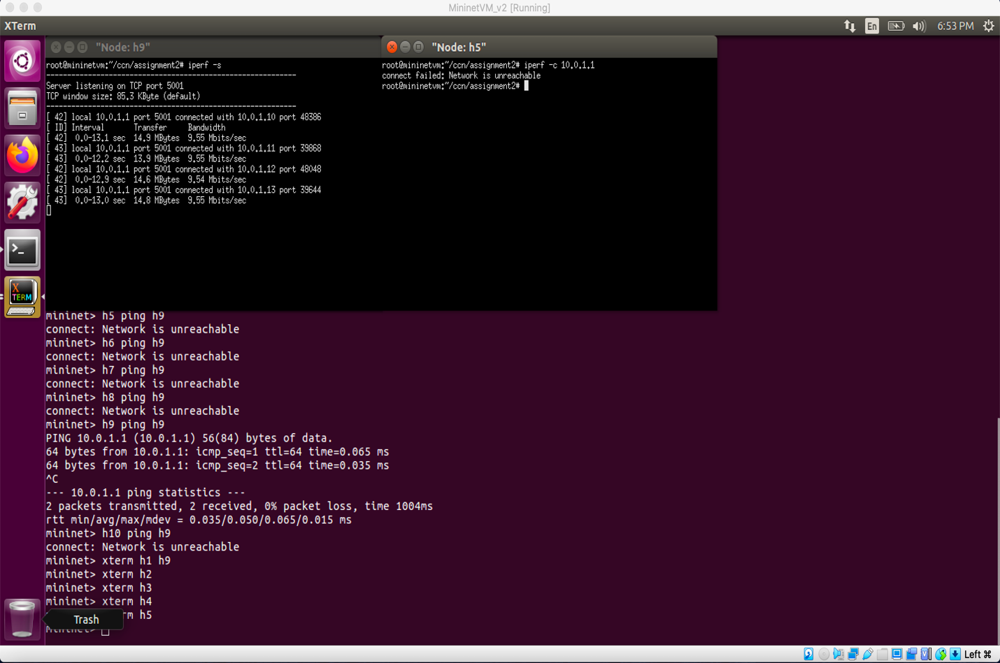 MininetVM_v2 [Running]
XTerm
En
6:53 PM
"Node: h9"
root@mininetvm:~/ccn/assignment2# iperf -s
------------------------------------------------------------
Server listening on TCP port 5001
TCP window size: 85.3 KByte (default)
------------------------------------------------------------
[ 42] local 10.0.1.1 port 5001 connected with 10.0.1.10 port 48386
[ ID] Interval       Transfer     Bandwidth
[ 42]  0.0-13.1 sec  14.9 MBytes  9.55 Mbits/sec
[ 43] local 10.0.1.1 port 5001 connected with 10.0.1.11 port 39868
[ 43]  0.0-12.2 sec  13.9 MBytes  9.55 Mbits/sec
[ 42] local 10.0.1.1 port 5001 connected with 10.0.1.12 port 48048
[ 42]  0.0-12.9 sec  14.6 MBytes  9.54 Mbits/sec
[ 43] local 10.0.1.1 port 5001 connected with 10.0.1.13 port 39644
[ 43]  0.0-13.0 sec  14.8 MBytes  9.55 Mbits/sec
"Node: h5"
root@mininetvm:~/ccn/assignment2# iperf -c 10.0.1.1
connect failed: Network is unreachable
root@mininetvm:~/ccn/assignment2#
X
TERM
mininet> h5 ping h9
connect: Network is unreachable
mininet> h6 ping h9
connect: Network is unreachable
mininet> h7 ping h9
connect: Network is unreachable
mininet> h8 ping h9
connect: Network is unreachable
mininet> h9 ping h9
PING 10.0.1.1 (10.0.1.1) 56(84) bytes of data.
64 bytes from 10.0.1.1: icmp_seq=1 ttl=64 time=0.065 ms
64 bytes from 10.0.1.1: icmp_seq=2 ttl=64 time=0.035 ms
^C
--- 10.0.1.1 ping statistics ---
2 packets transmitted, 2 received, 0% packet loss, time 1004ms
rtt min/avg/max/mdev = 0.035/0.050/0.065/0.015 ms
mininet> h10 ping h9
connect: Network is unreachable
mininet> xterm h1 h9
mininet> xterm h2
mininet> xterm h3
mininet> xterm h4
rm h5
Trash
mininet>
Left ⌘